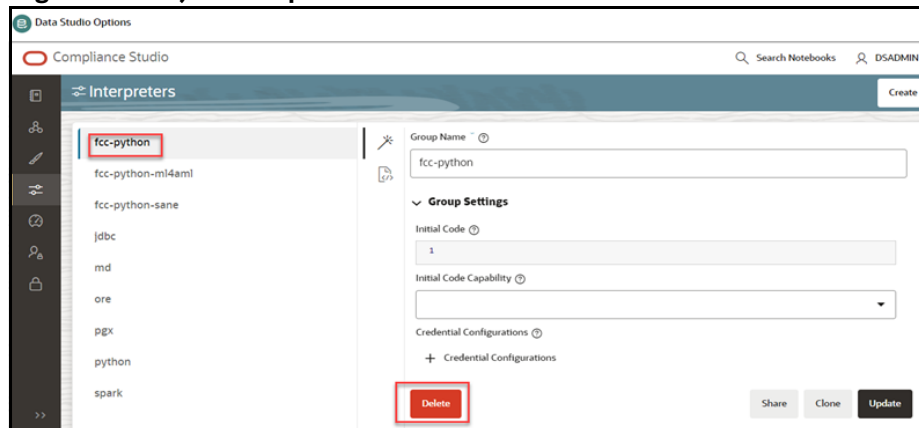 Data Studio Options
Compliance Studio
Search Notebooks
DSADMIN
Interpreters
Create
fcc-python
fcc-python-ml4aml
fcc-python-sane
jdbc
md
ore
pgx
python
spark
Group Name
fcc-python
Group Settings
Initial Code
1
Initial Code Capability
Credential Configurations
+ Credential Configurations
Delete
Share
Clone
Update
>>